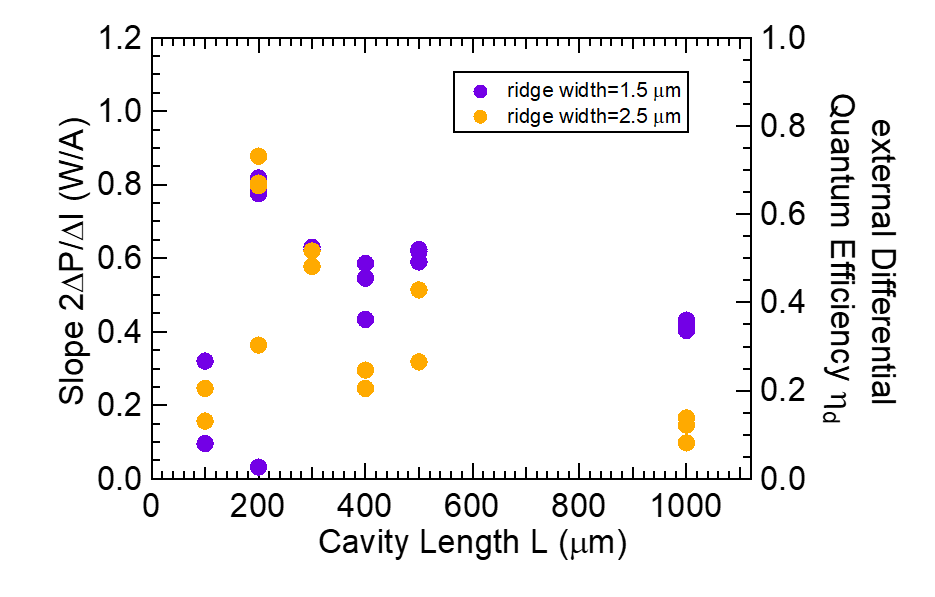 1.2
1.0
0.8
0.6
0.4
0.2
0.0
Slope 2ΔP/ΔI (W/A)
ridge width=1.5 μm
ridge width=2.5 μm
1.0
0.8
0.6
0.4
0.2
0.0
external Differential
Quantum Efficiency η_d
0 200 400 600 800 1000
Cavity Length L (μm)